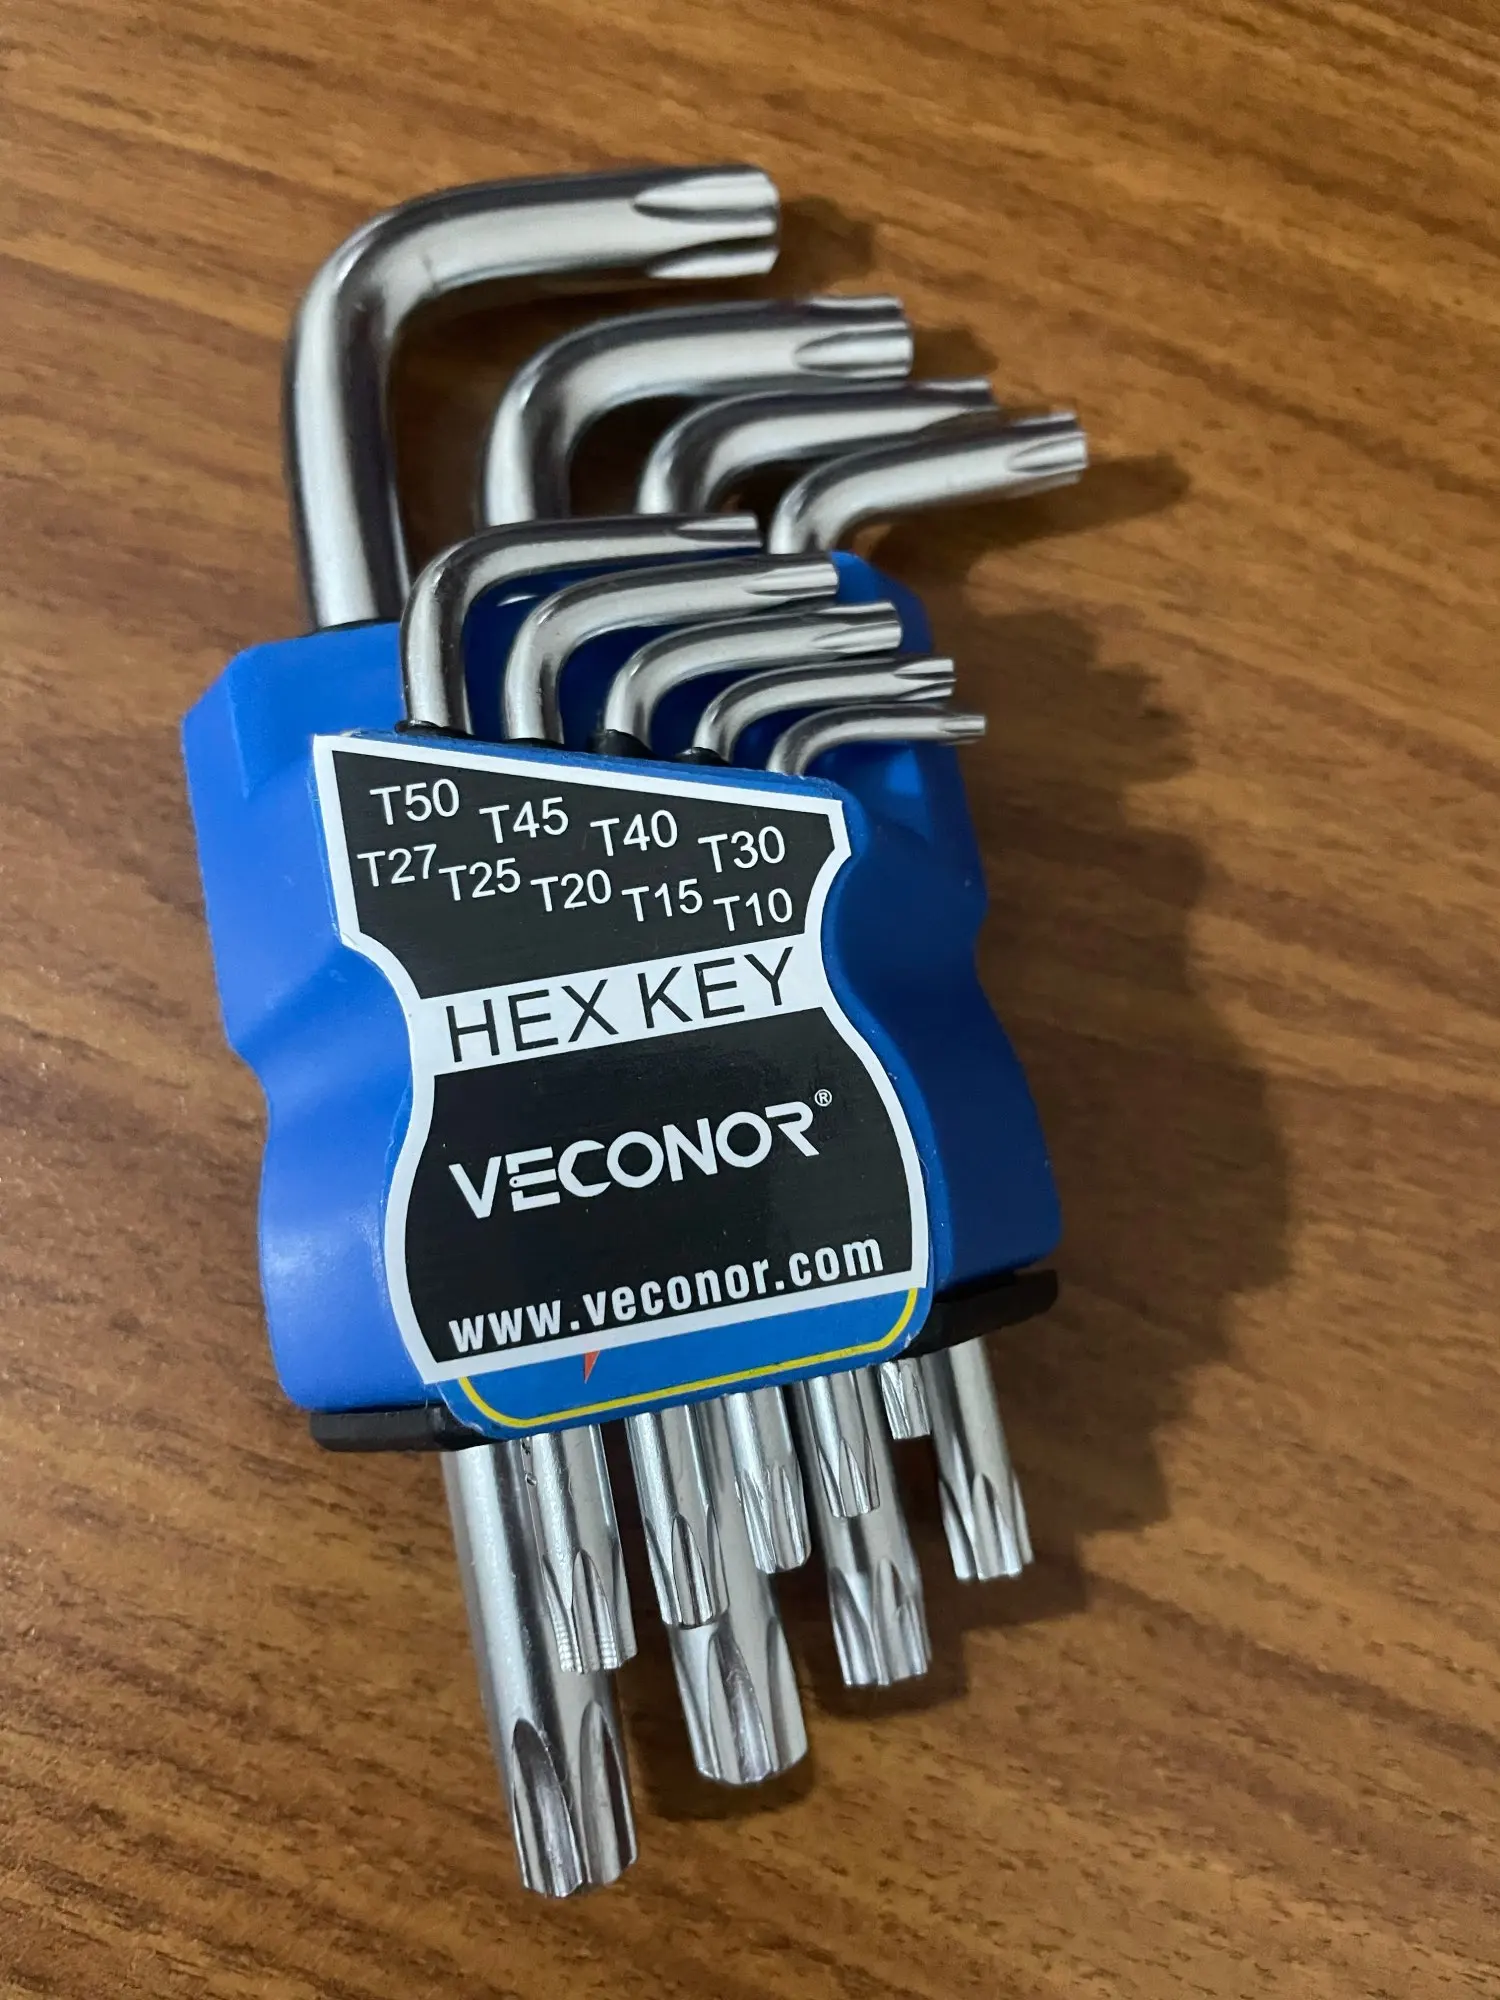 T50 T45 T40 T30
T27 T25 T20 T15 T10
HEX KEY
VECONOR®
www.veconor.com